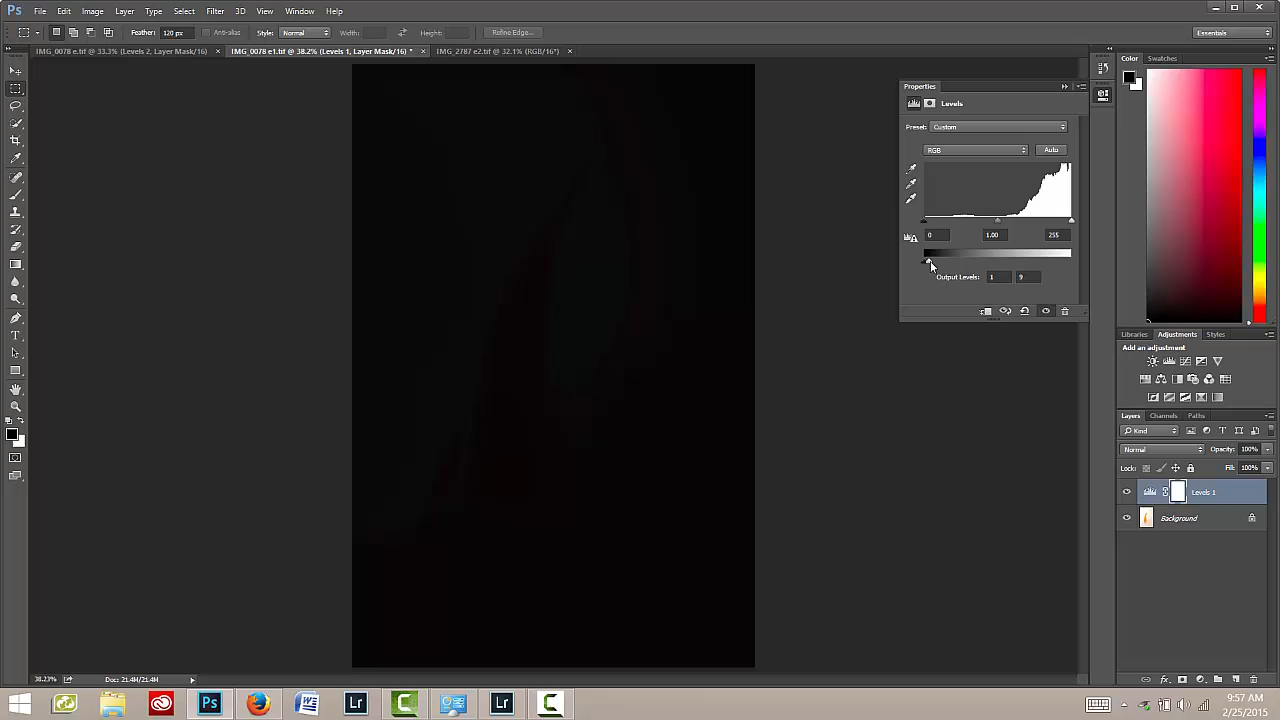 Ps File Edit Image Layer Type Select Filter 3D View Window Help
Feather: 120 px Anti-alias Style: Normal Width: Height: Refine Edge... Essentials
IMG_0078 e.tif @ 33.3% (Levels 2, Layer Mask/16) × IMG_0078 e1.tif @ 38.2% (Levels 1, Layer Mask/16) * × IMG_2787 e2.tif @ 32.1% (RGB/16*) ×
Color Swatches
Properties
Levels
Preset: Custom
RGB Auto
0 1.00 255
Output Levels: 1 9
Libraries Adjustments Styles
Add an adjustment
Layers Channels Paths
Kind
Normal Opacity: 100%
Lock: Fill: 100%
Levels 1
Background
38.23% Doc: 21.4M/21.4M
Ps W Lr C Lr C
9:57 AM
2/25/2015